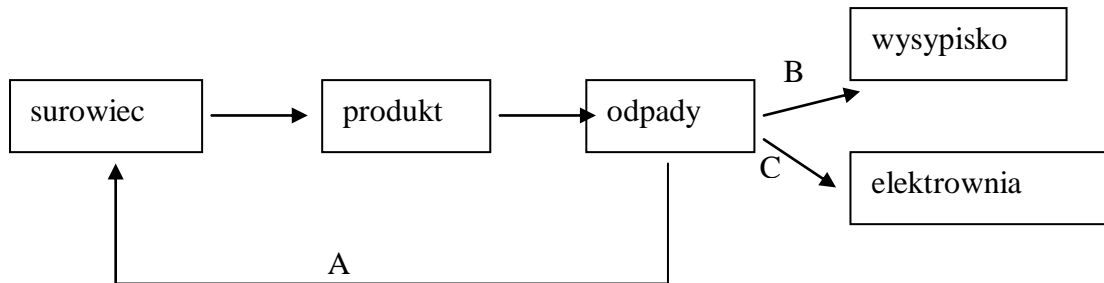 wysypisko
B
surowiec
produkt
odpady
C
elektrownia
A